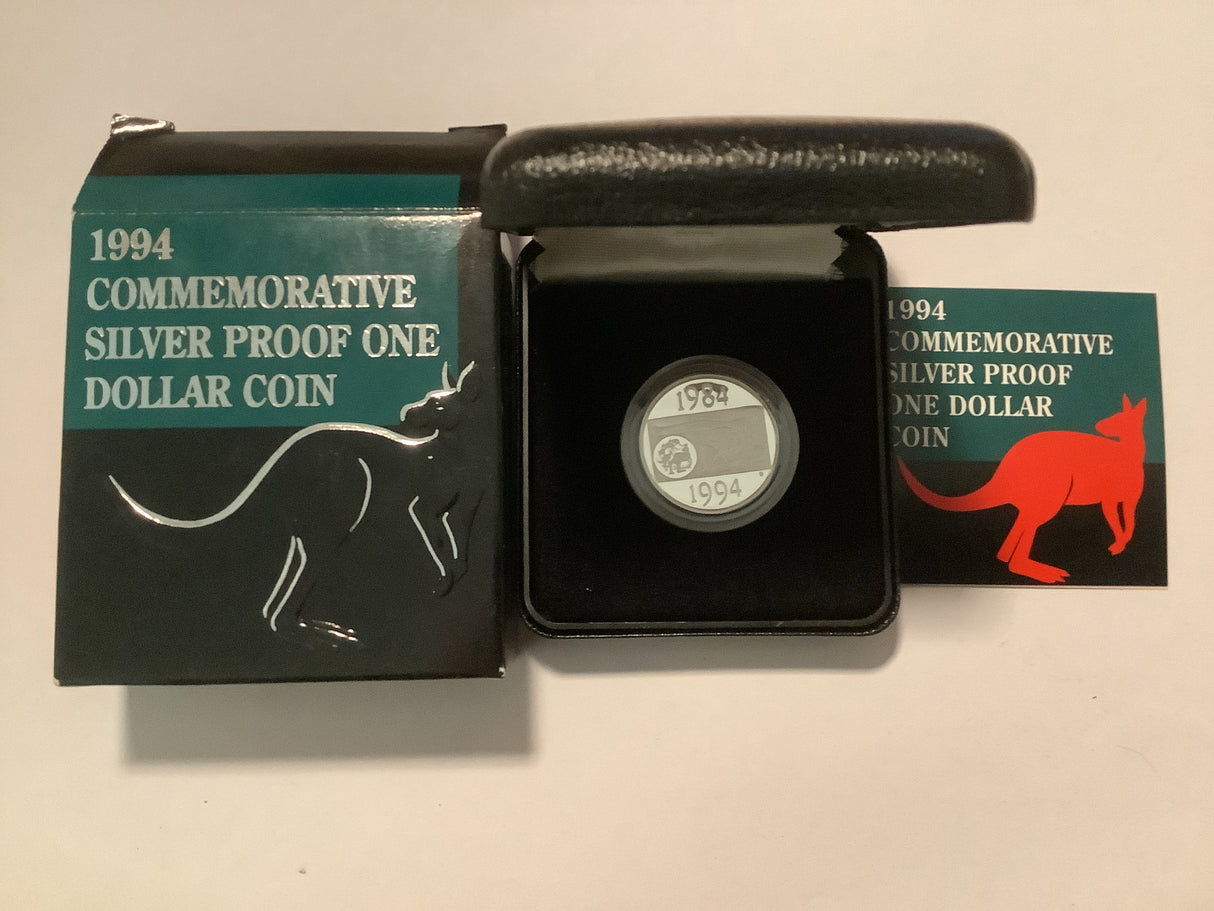 1994
COMMEMORATIVE
SILVER PROOF ONE
DOLLAR COIN
1984
1994
1994
COMMEMORATIVE
SILVER PROOF
ONE DOLLAR
COIN